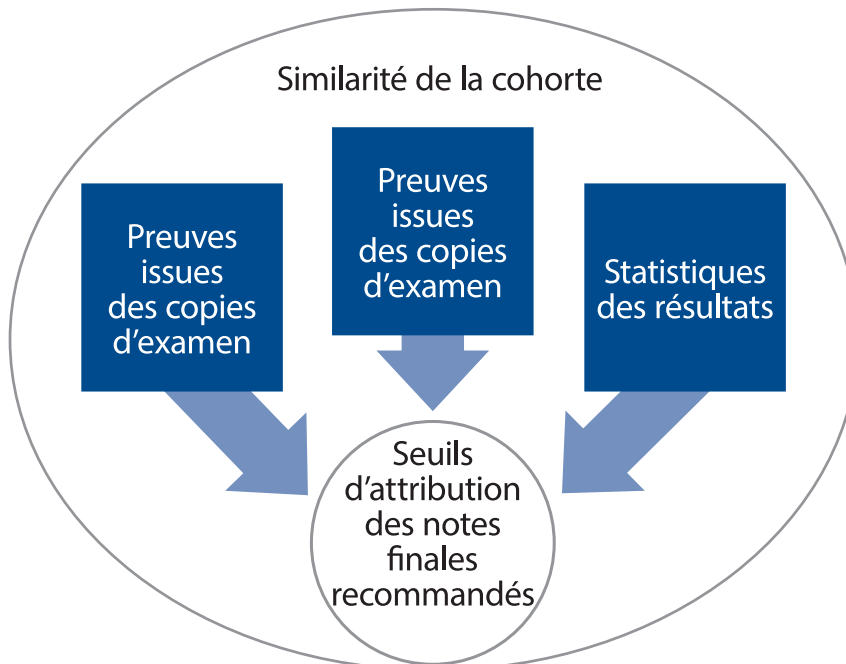 Similarité de la cohorte
Preuves
issues
des copies
d’examen
Preuves
issues
des copies
d’examen
Statistiques
des résultats
Seuils
d’attribution
des notes
finales
recommandés